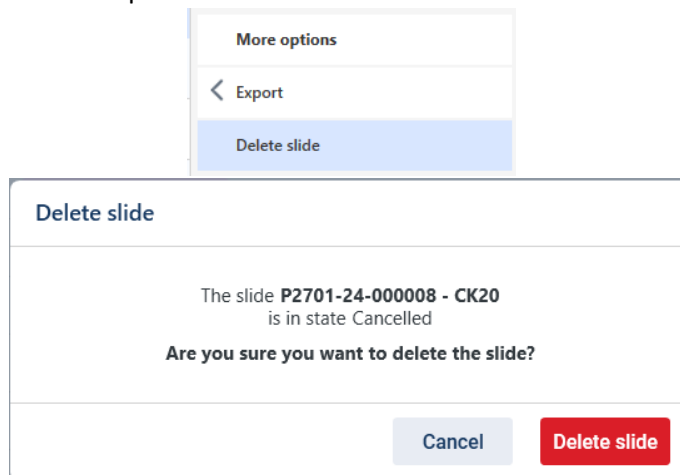 More options
Export
Delete slide
Delete slide
The slide P2701-24-000008 - CK20
is in state Cancelled
Are you sure you want to delete the slide?
Cancel
Delete slide